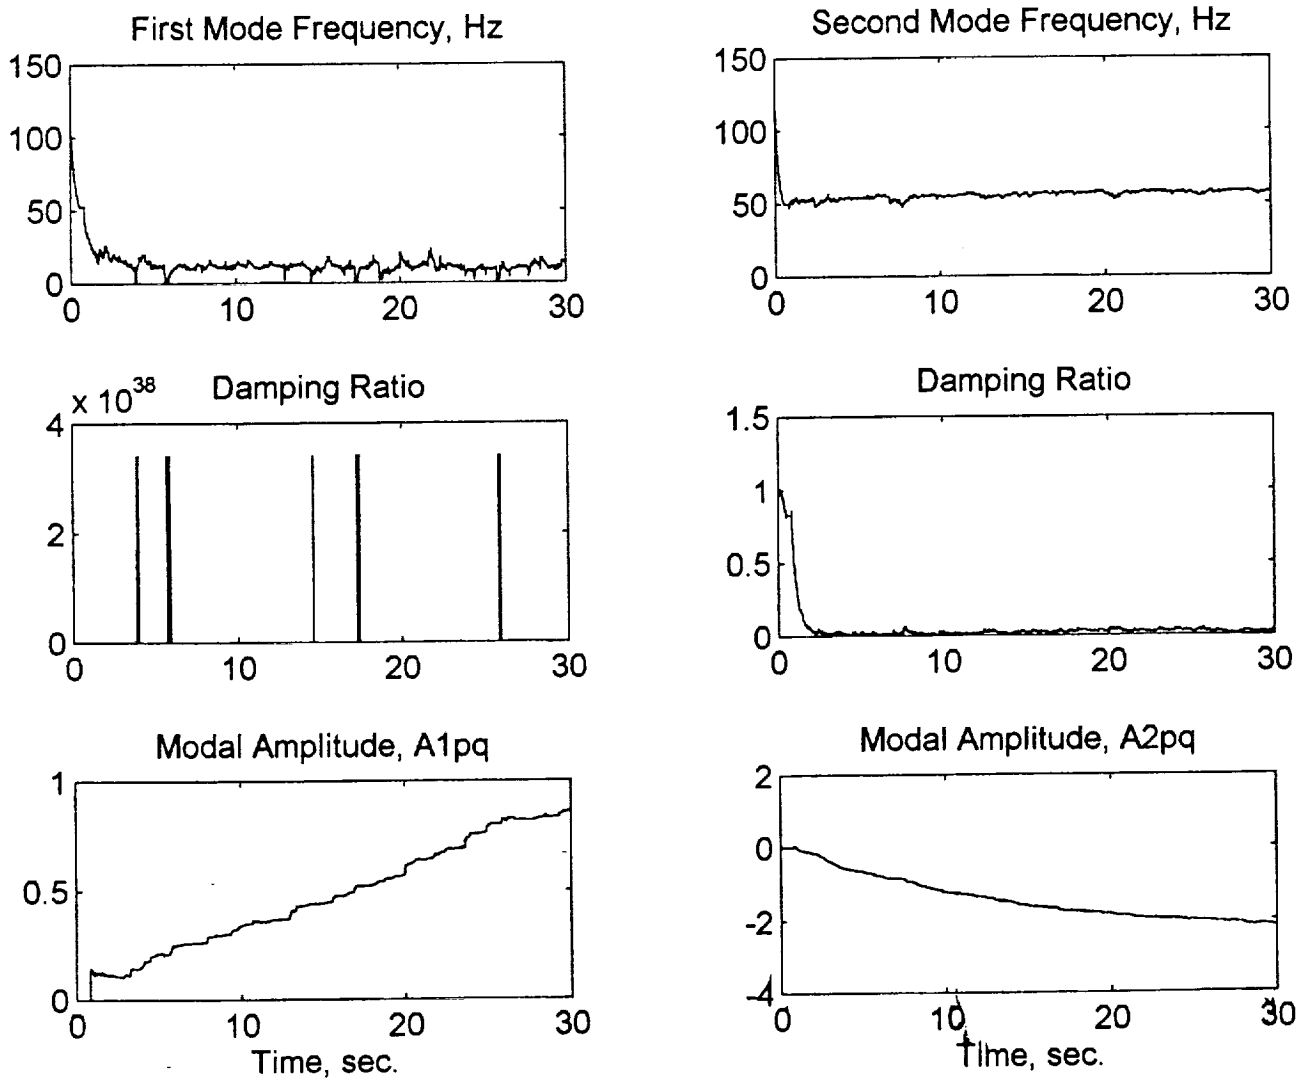 First Mode Frequency, Hz
150
100
50
0
0 10 20 30
Second Mode Frequency, Hz
150
100
50
0
0 10 20 30
x 10^38 Damping Ratio
4
2
0
0 10 20 30
Damping Ratio
1.5
1
0.5
0
0 10 20 30
Modal Amplitude, A1pq
1
0.5
0
0 10 20 30
Time, sec.
Modal Amplitude, A2pq
2
0
-2
-4
0 10 20 30
Time, sec.